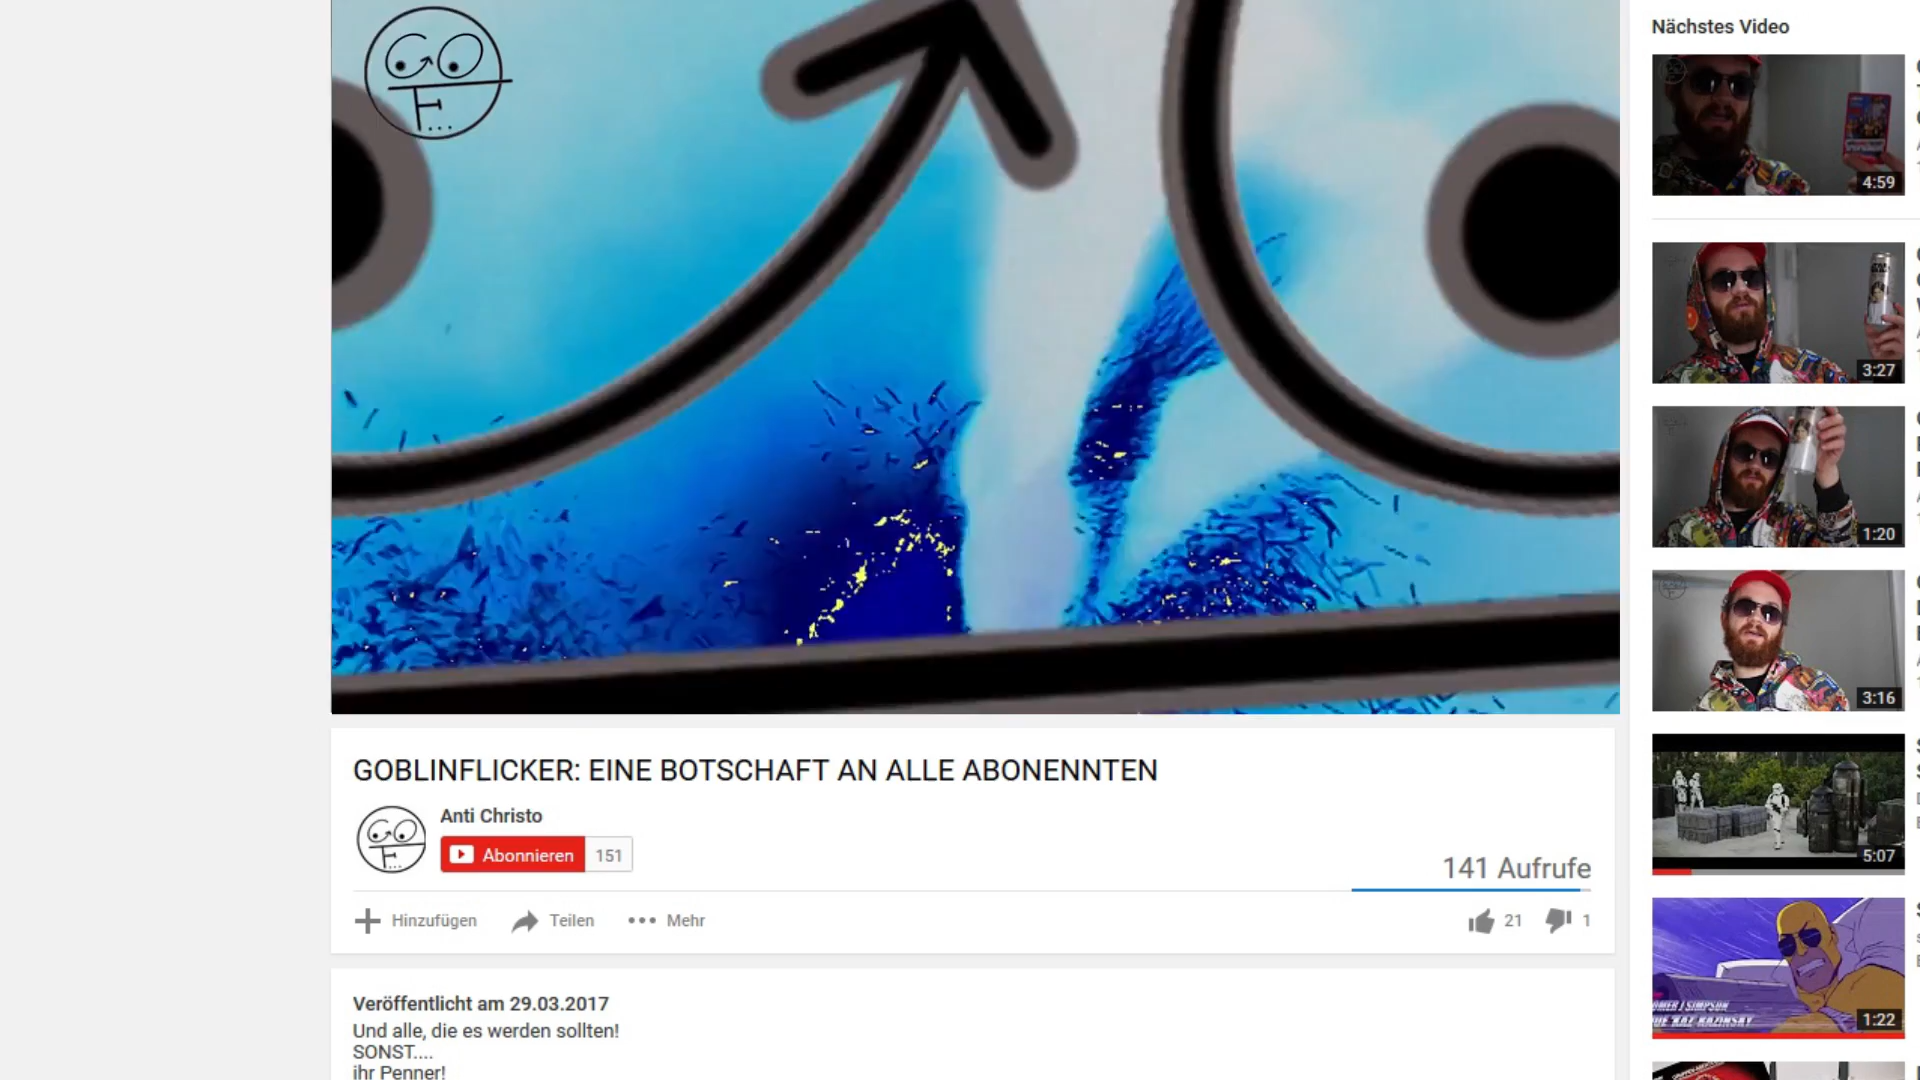 GO
F...
Nächstes Video
4:59
3:27
1:20
3:16
5:07
1:22
GOBLINFLICKER: EINE BOTSCHAFT AN ALLE ABONENNTEN
Anti Christo
Abonnieren 151
141 Aufrufe
Hinzufügen Teilen Mehr 21 1
Veröffentlicht am 29.03.2017
Und alle, die es werden sollten!
SONST....
ihr Penner!